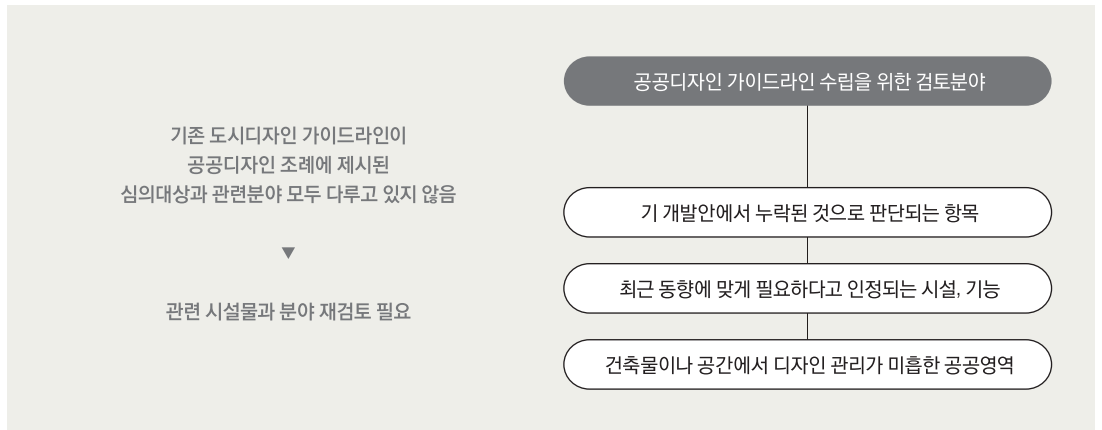 기존 도시디자인 가이드라인이
공공디자인 조례에 제시된
심의대상과 관련분야 모두 다루고 있지 않음
▼
관련 시설물과 분야 재검토 필요
공공디자인 가이드라인 수립을 위한 검토분야
기 개발안에서 누락된 것으로 판단되는 항목
최근 동향에 맞게 필요하다고 인정되는 시설, 기능
건축물이나 공간에서 디자인 관리가 미흡한 공공영역